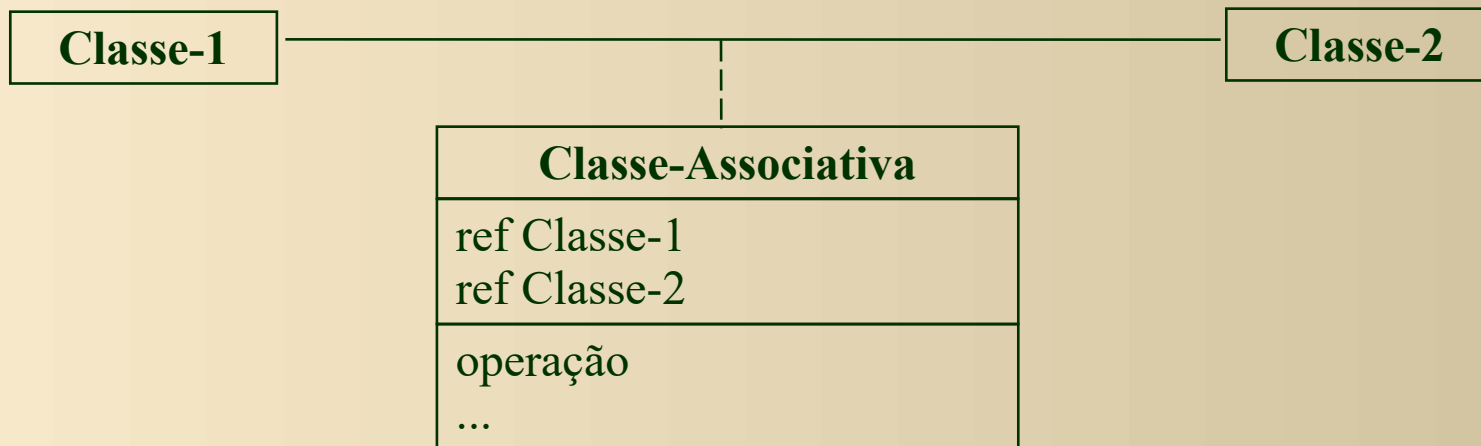 Classe-1
Classe-2
Classe-Associativa
ref Classe-1
ref Classe-2
operação
...